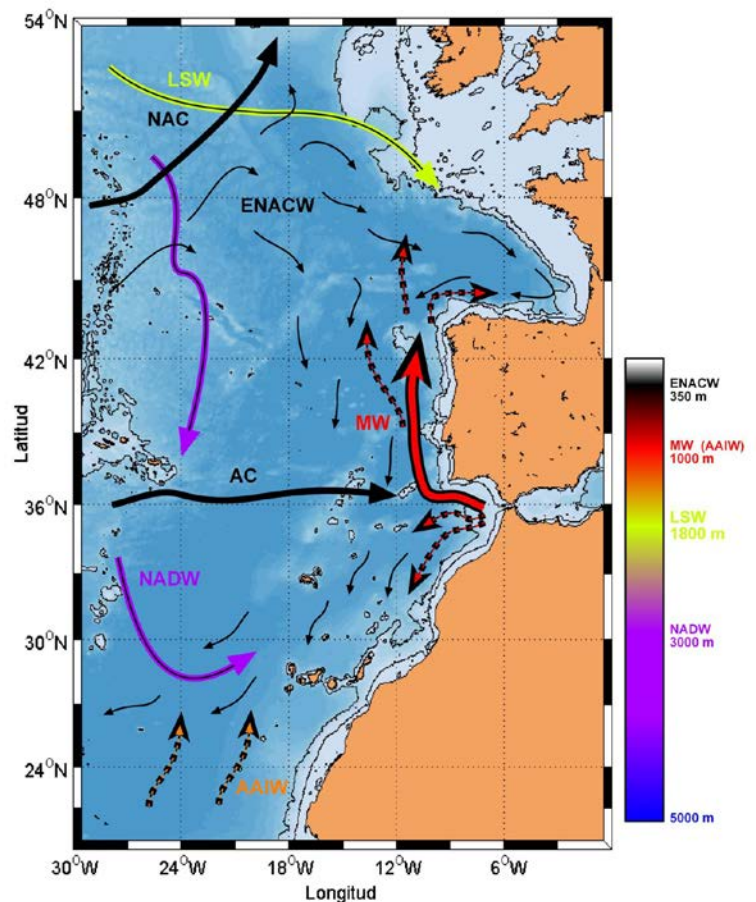 54°N
LSW
NAC
48°N
ENACW
42°N
MW
Latitud
AC
36°N
NADW
30°N
AAIW
24°N
30°W
24°W
18°W
12°W
6°W
Longitud
ENACW
350 m
MW (AAIW)
1000 m
LSW
1800 m
NADW
3000 m
5000 m